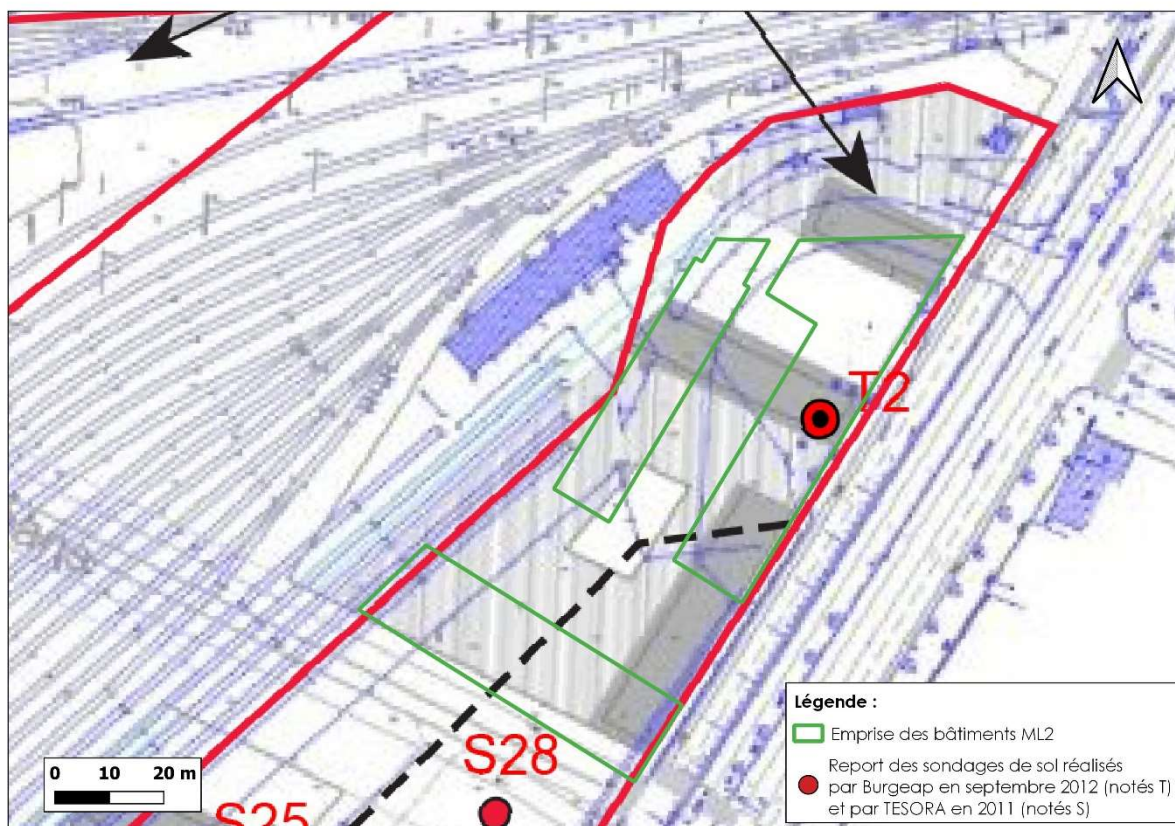 T2
S28
S25
0 10 20 m
Légende :
Emprise des bâtiments ML2
Report des sondages de sol réalisés
par Burgeap en septembre 2012 (notés T)
et par TESORA en 2011 (notés S)